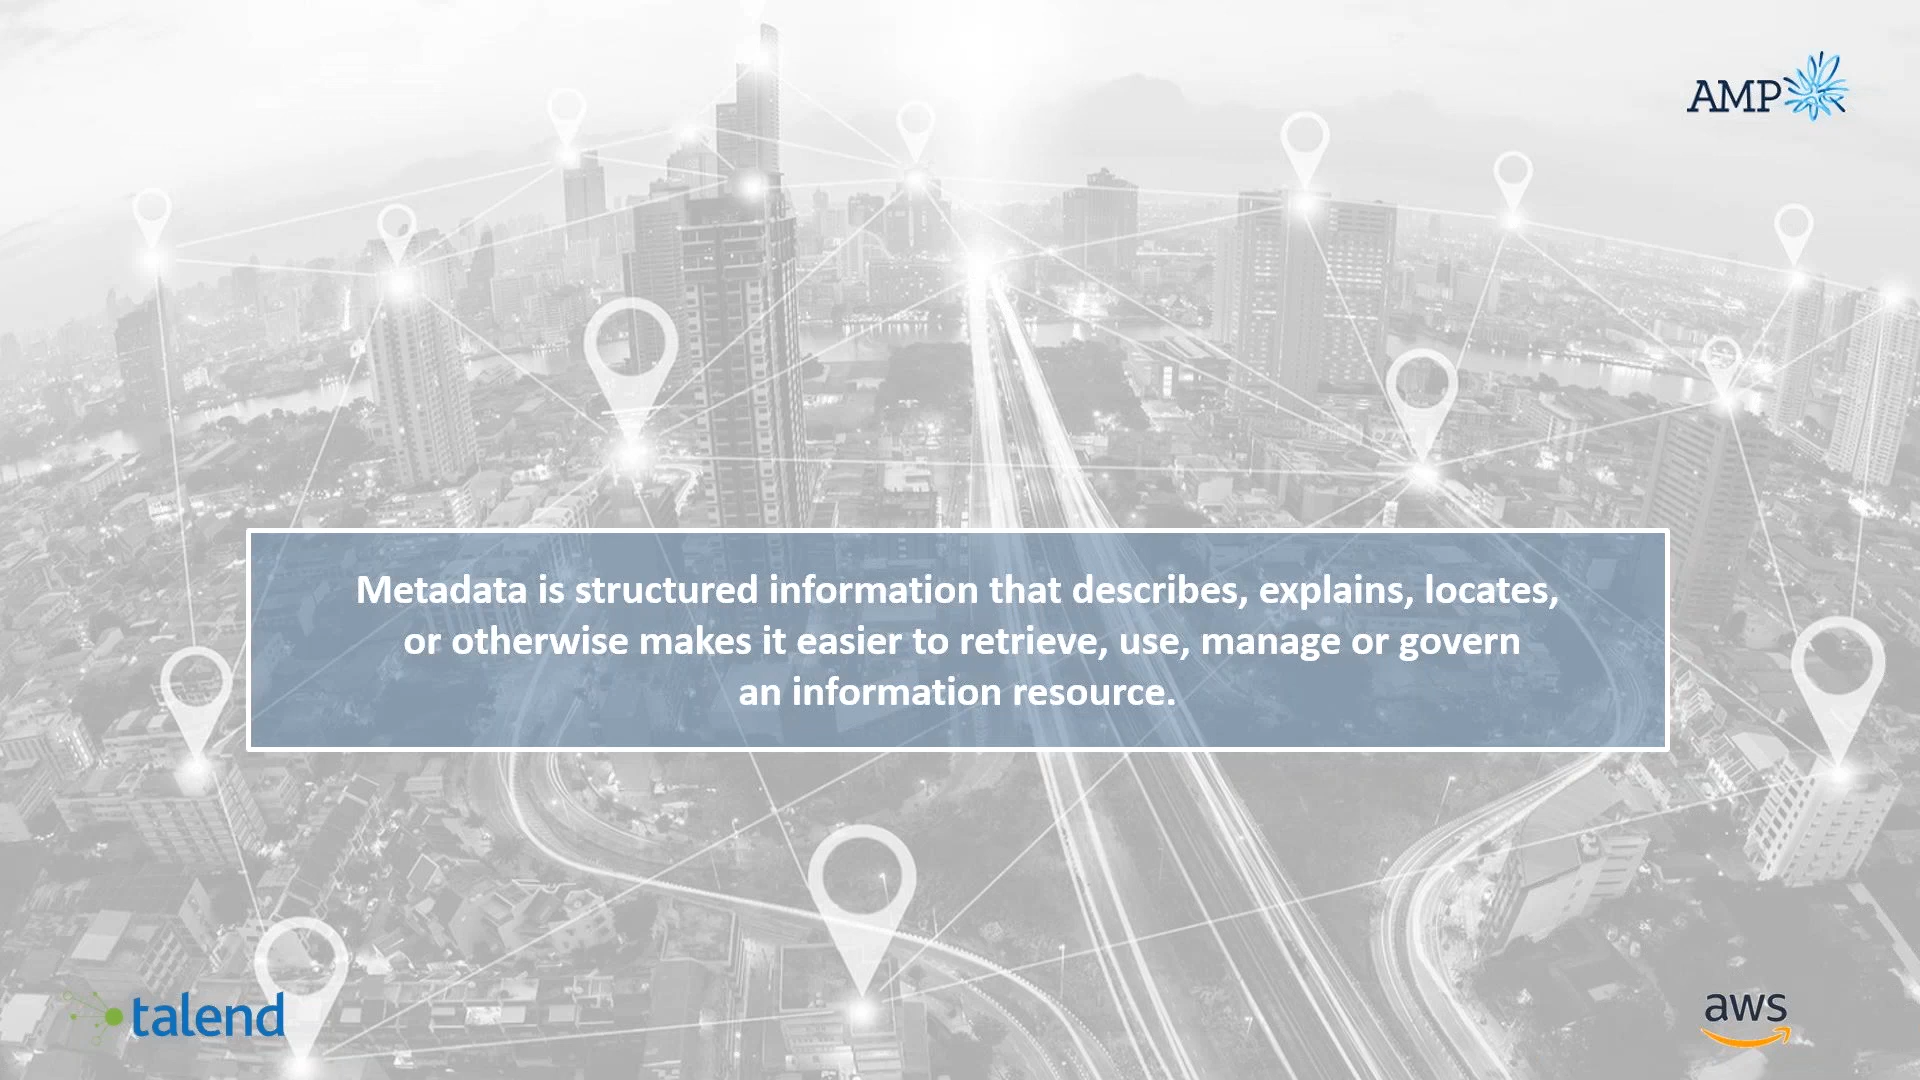 AMP
Metadata is structured information that describes, explains, locates,
or otherwise makes it easier to retrieve, use, manage or govern
an information resource.
talend
aws